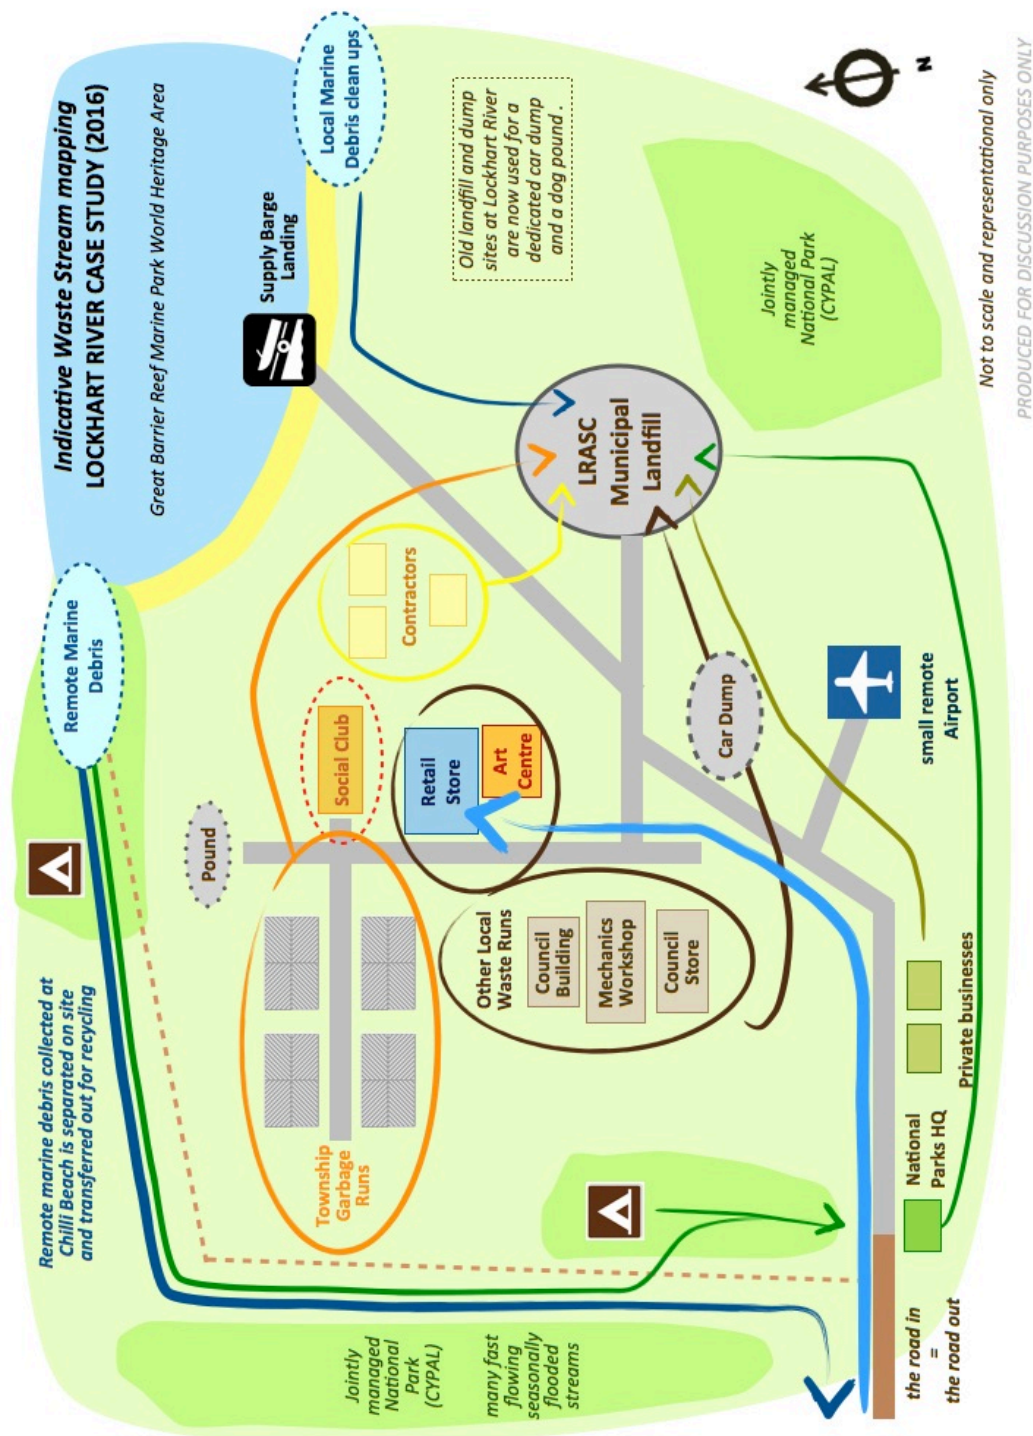 Indicative Waste Stream mapping
LOCKHART RIVER CASE STUDY (2016)
Great Barrier Reef Marine Park World Heritage Area
Remote marine debris collected at
Chilli Beach is separated on site
and transferred out for recycling
Remote Marine
Debris
Local Marine
Debris clean ups
Supply Barge
Landing
Pound
Township
Garbage
Runs
Social Club
Contractors
Retail
Store
Art
Centre
Other Local
Waste Runs
Council
Building
Mechanics
Workshop
Council
Store
Old landfill and dump
sites at Lockhart River
are now used for a
dedicated car dump
and a dog pound .
LRASC
Municipal
Landfill
Car Dump
Jointly
managed
National
Park
(CYPAL)
many fast
flowing
seasonally
flooded
streams
Jointly
managed
National Park
(CYPAL)
N
small remote
Airport
the road in
=
the road out
National
Parks HQ
Private businesses
Not to scale and representational only
PRODUCED FOR DISCUSSION PURPOSES ONLY